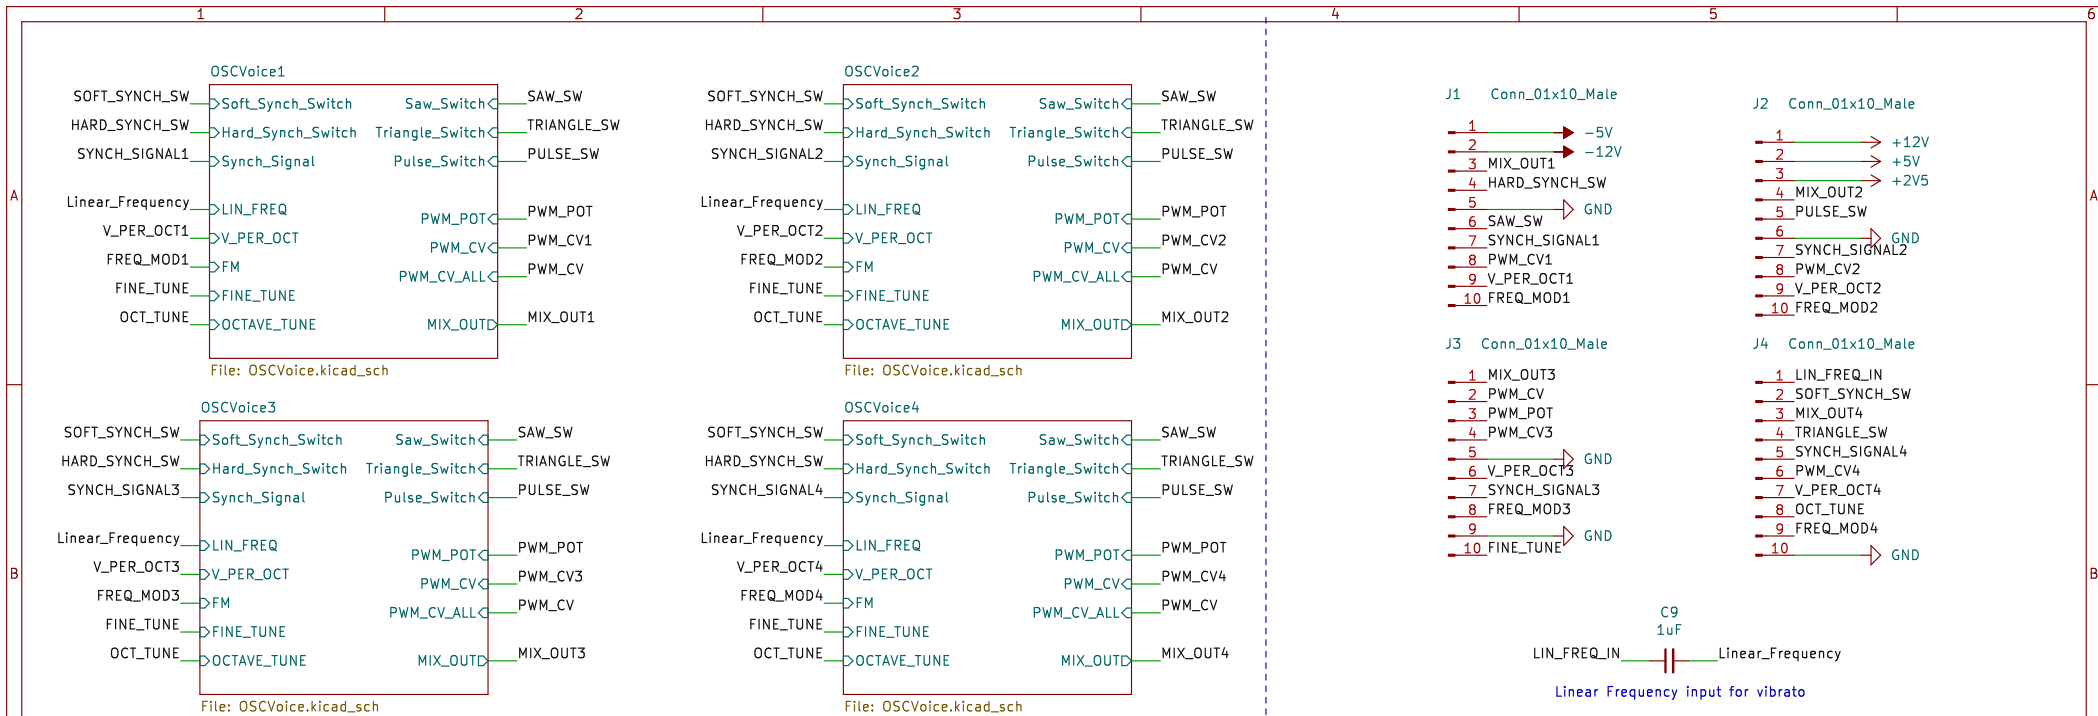 1 2 3 4 5 6
A A
B B
OSCVoice1
SOFT_SYNCH_SW Soft_Synch_Switch Saw_Switch SAW_SW
HARD_SYNCH_SW Hard_Synch_Switch Triangle_Switch TRIANGLE_SW
SYNCH_SIGNAL1 Synch_Signal Pulse_Switch PULSE_SW
Linear_Frequency LIN_FREQ PWM_POT PWM_POT
V_PER_OCT1 V_PER_OCT PWM_CV PWM_CV1
FREQ_MOD1 FM PWM_CV_ALL PWM_CV
FINE_TUNE FINE_TUNE
OCT_TUNE OCTAVE_TUNE MIX_OUT MIX_OUT1
File: OSCVoice.kicad_sch
OSCVoice2
SOFT_SYNCH_SW Soft_Synch_Switch Saw_Switch SAW_SW
HARD_SYNCH_SW Hard_Synch_Switch Triangle_Switch TRIANGLE_SW
SYNCH_SIGNAL2 Synch_Signal Pulse_Switch PULSE_SW
Linear_Frequency LIN_FREQ PWM_POT PWM_POT
V_PER_OCT2 V_PER_OCT PWM_CV PWM_CV2
FREQ_MOD2 FM PWM_CV_ALL PWM_CV
FINE_TUNE FINE_TUNE
OCT_TUNE OCTAVE_TUNE MIX_OUT MIX_OUT2
File: OSCVoice.kicad_sch
OSCVoice3
SOFT_SYNCH_SW Soft_Synch_Switch Saw_Switch SAW_SW
HARD_SYNCH_SW Hard_Synch_Switch Triangle_Switch TRIANGLE_SW
SYNCH_SIGNAL3 Synch_Signal Pulse_Switch PULSE_SW
Linear_Frequency LIN_FREQ PWM_POT PWM_POT
V_PER_OCT3 V_PER_OCT PWM_CV PWM_CV3
FREQ_MOD3 FM PWM_CV_ALL PWM_CV
FINE_TUNE FINE_TUNE
OCT_TUNE OCTAVE_TUNE MIX_OUT MIX_OUT3
File: OSCVoice.kicad_sch
OSCVoice4
SOFT_SYNCH_SW Soft_Synch_Switch Saw_Switch SAW_SW
HARD_SYNCH_SW Hard_Synch_Switch Triangle_Switch TRIANGLE_SW
SYNCH_SIGNAL4 Synch_Signal Pulse_Switch PULSE_SW
Linear_Frequency LIN_FREQ PWM_POT PWM_POT
V_PER_OCT4 V_PER_OCT PWM_CV PWM_CV4
FREQ_MOD4 FM PWM_CV_ALL PWM_CV
FINE_TUNE FINE_TUNE
OCT_TUNE OCTAVE_TUNE MIX_OUT MIX_OUT4
File: OSCVoice.kicad_sch
J1 Conn_01x10_Male
1 -5V
2 -12V
3 MIX_OUT1
4 HARD_SYNCH_SW
5 GND
6 SAW_SW
7 SYNCH_SIGNAL1
8 PWM_CV1
9 V_PER_OCT1
10 FREQ_MOD1
J2 Conn_01x10_Male
1 +12V
2 +5V
3 +2V5
4 MIX_OUT2
5 PULSE_SW
6 GND
7 SYNCH_SIGNAL2
8 PWM_CV2
9 V_PER_OCT2
10 FREQ_MOD2
J3 Conn_01x10_Male
1 MIX_OUT3
2 PWM_CV
3 PWM_POT
4 PWM_CV3
5 GND
6 V_PER_OCT3
7 SYNCH_SIGNAL3
8 FREQ_MOD3
9 GND
10 FINE_TUNE
J4 Conn_01x10_Male
1 LIN_FREQ_IN
2 SOFT_SYNCH_SW
3 MIX_OUT4
4 TRIANGLE_SW
5 SYNCH_SIGNAL4
6 PWM_CV4
7 V_PER_OCT4
8 OCT_TUNE
9 FREQ_MOD4
10 GND
C9
1uF
LIN_FREQ_IN Linear_Frequency
Linear Frequency input for vibrato